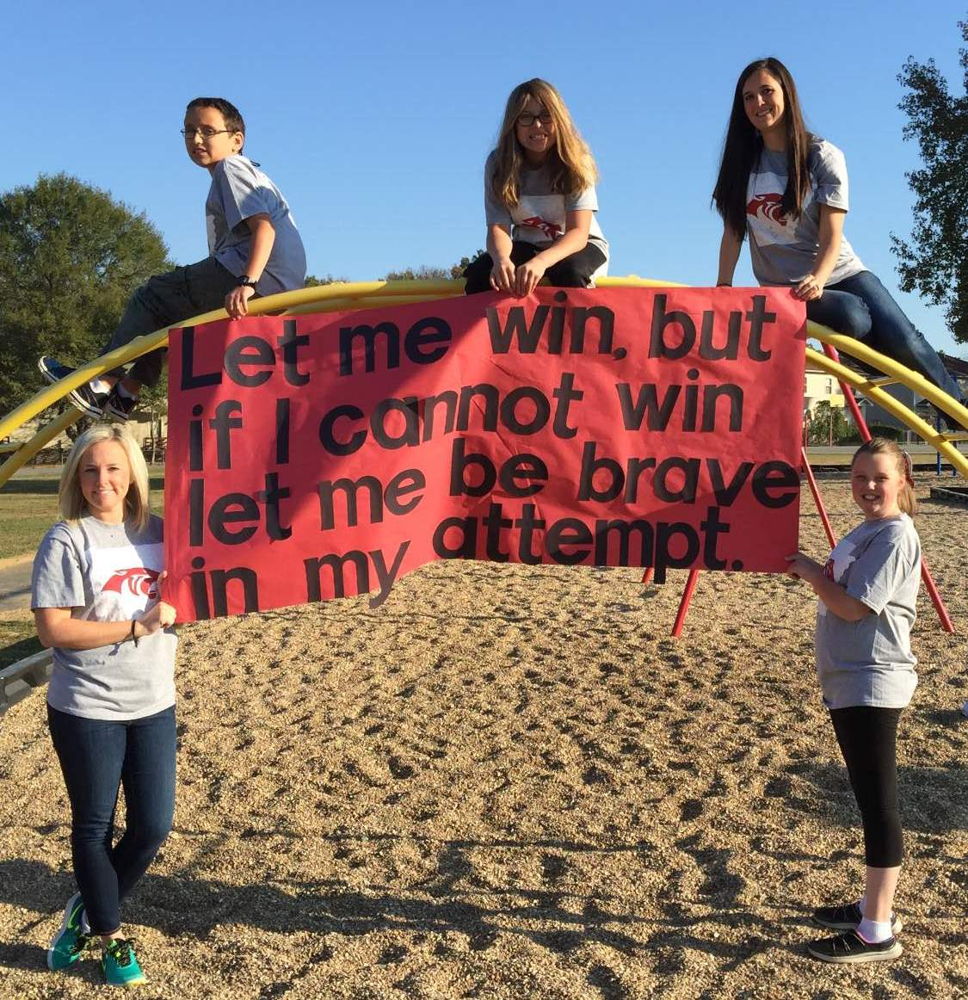 Let me win, but
if I cannot win
let me be brave
in my attempt.